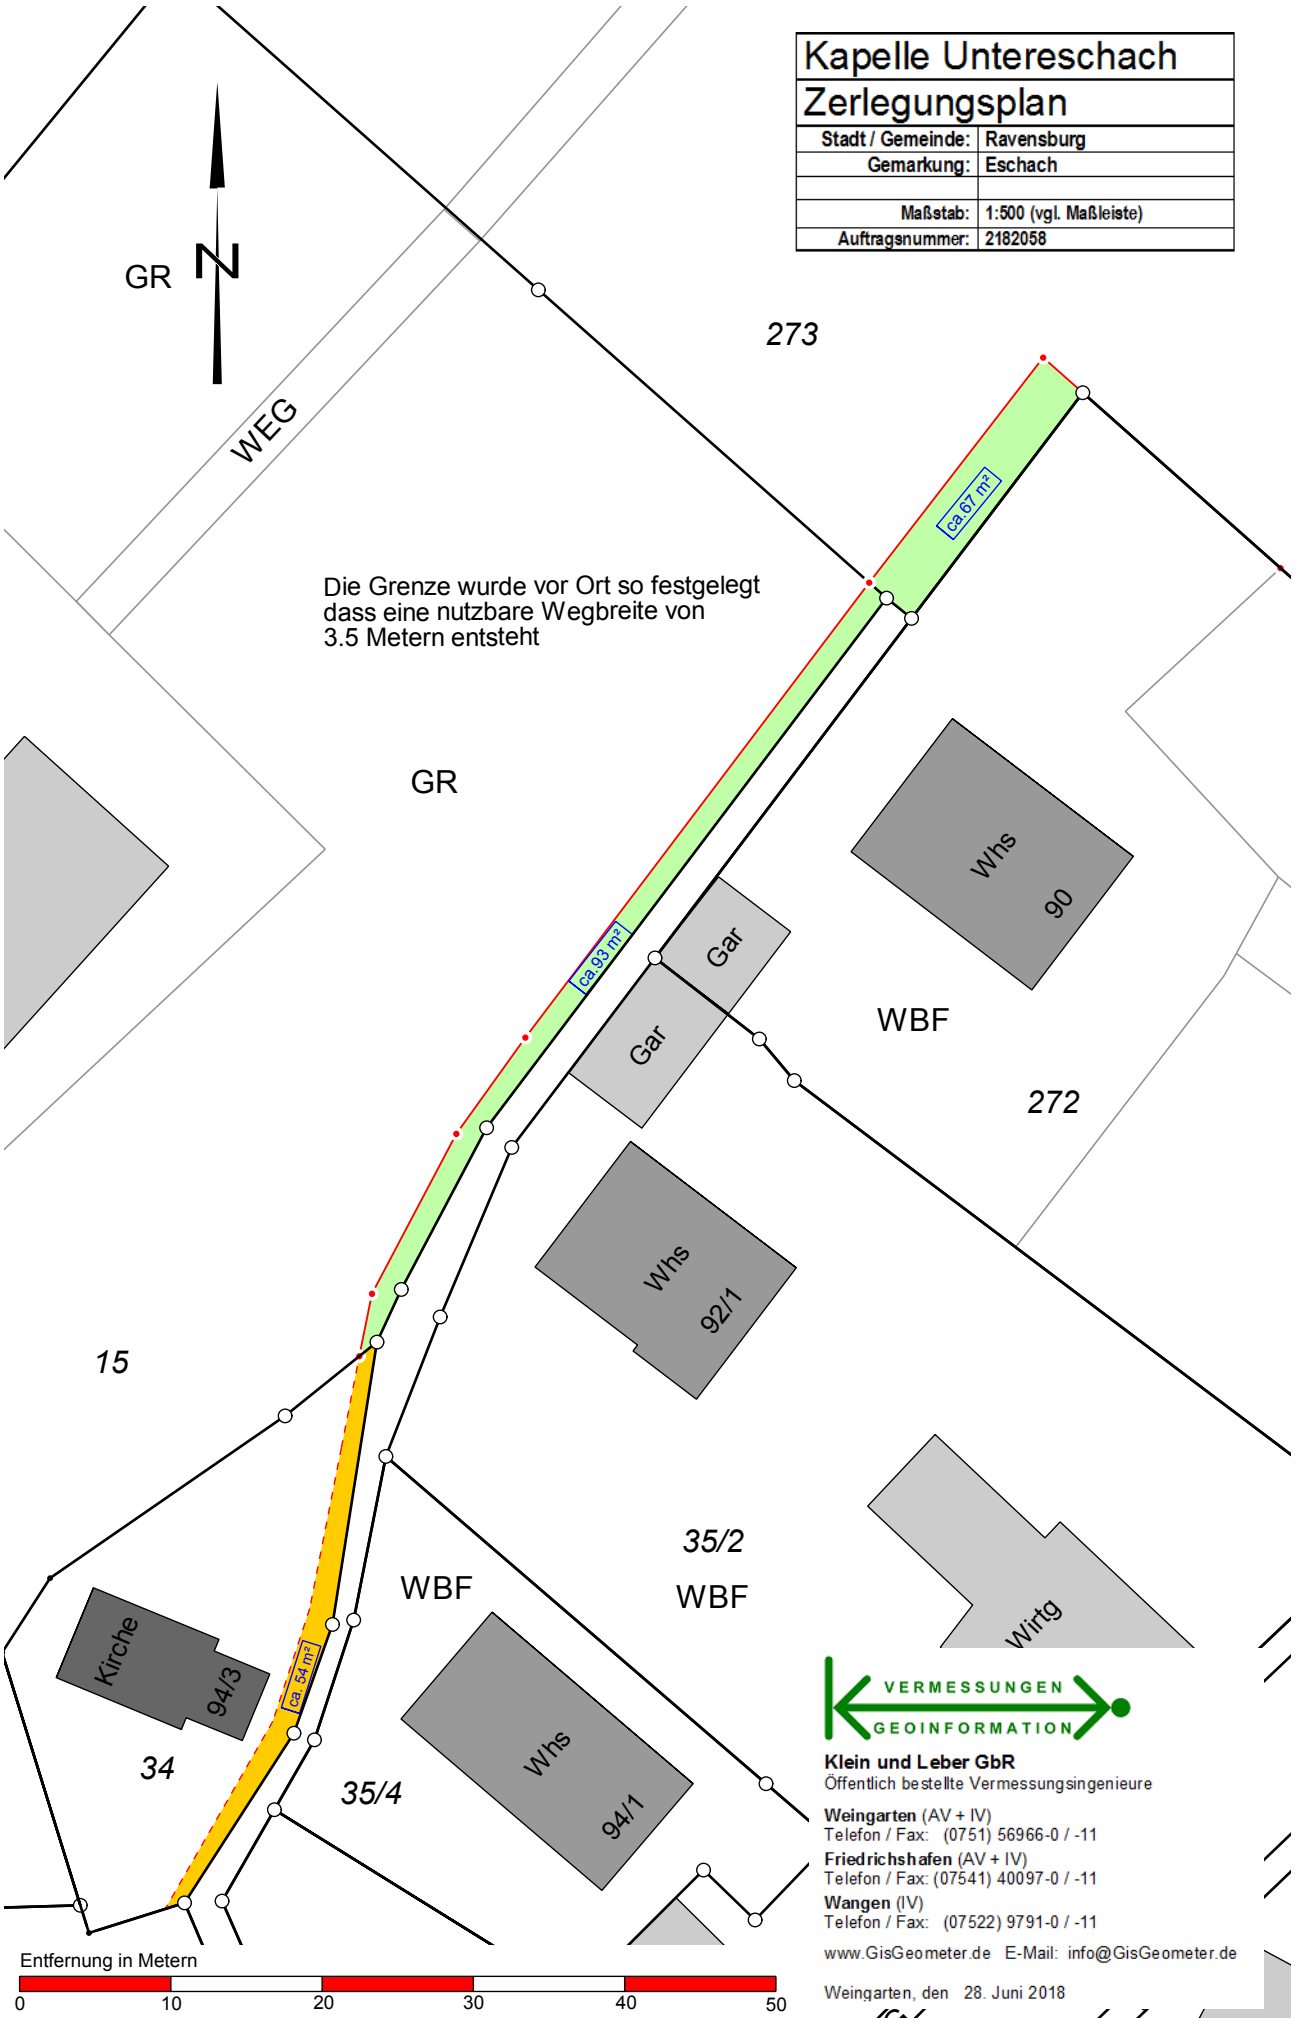 Kapelle Untereschach
Zerlegungsplan
Stadt / Gemeinde: Ravensburg
Gemarkung: Eschach
Maßstab: 1:500 (vgl. Maßleiste)
Auftragsnummer: 2182058
GR
N
273
WEG
ca.67 m²
Die Grenze wurde vor Ort so festgelegt
dass eine nutzbare Wegbreite von
3.5 Metern entsteht
GR
Whs
90
Gar
ca.93 m²
Gar
WBF
272
Whs
92/1
15
35/2
WBF
WBF
Wirtg
Kirche
94/3
ca. 54 m²
34
35/4
Whs
94/1
VERMESSUNGEN
GEOINFORMATION
Klein und Leber GbR
Öffentlich bestellte Vermessungsingenieure
Weingarten (AV + IV)
Telefon / Fax: (0751) 56966-0 / -11
Friedrichshafen (AV + IV)
Telefon / Fax: (07541) 40097-0 / -11
Wangen (IV)
Telefon / Fax: (07522) 9791-0 / -11
www.GisGeometer.de E-Mail: info@GisGeometer.de
Weingarten, den 28. Juni 2018
Entfernung in Metern
0 10 20 30 40 50